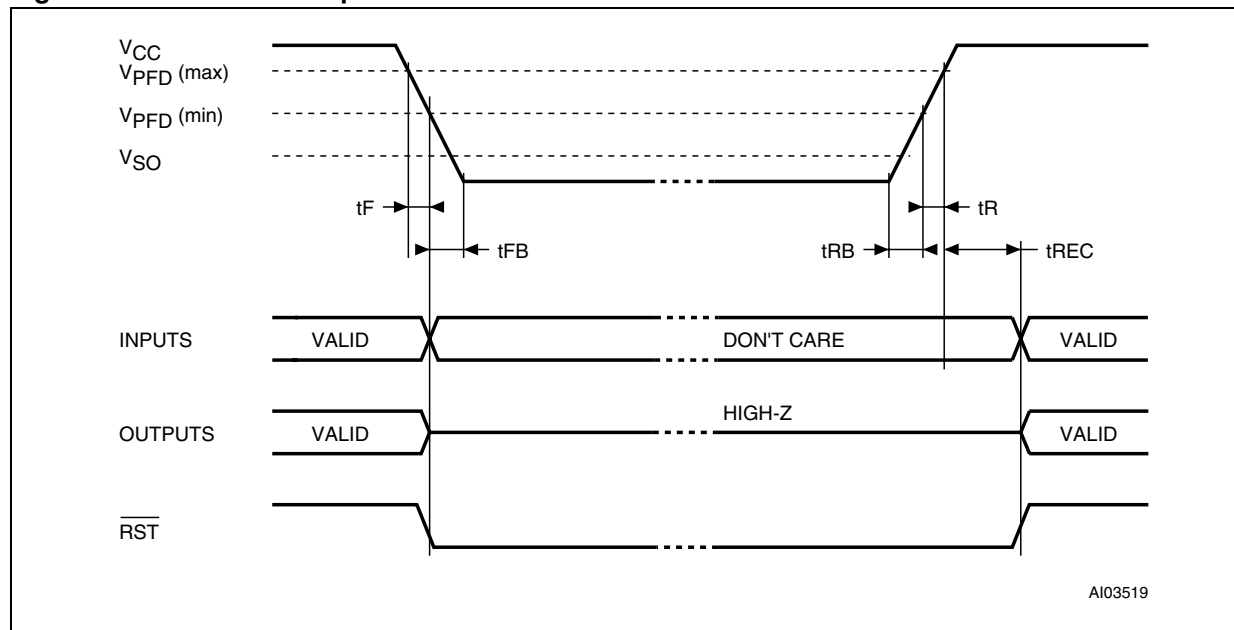 VCC
VPFD (max)
VPFD (min)
VSO
tF
tR
tFB
tRB
tREC
INPUTS
VALID
DON'T CARE
VALID
HIGH-Z
OUTPUTS
VALID
VALID
RST
AI03519